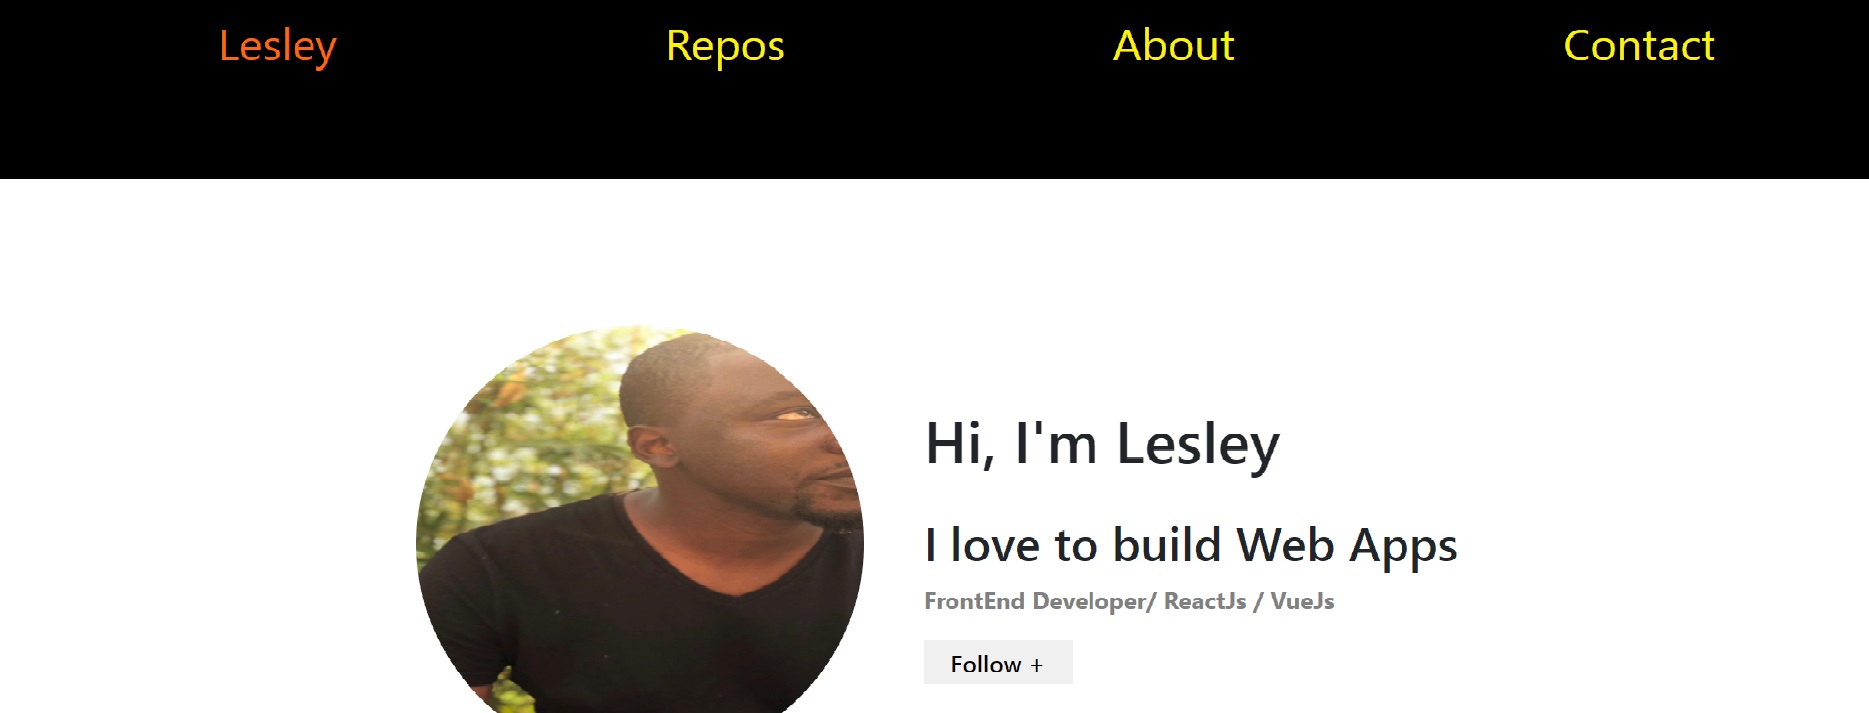 Lesley Repos About Contact
Hi, I'm Lesley
I love to build Web Apps
FrontEnd Developer/ ReactJs / VueJs
Follow +